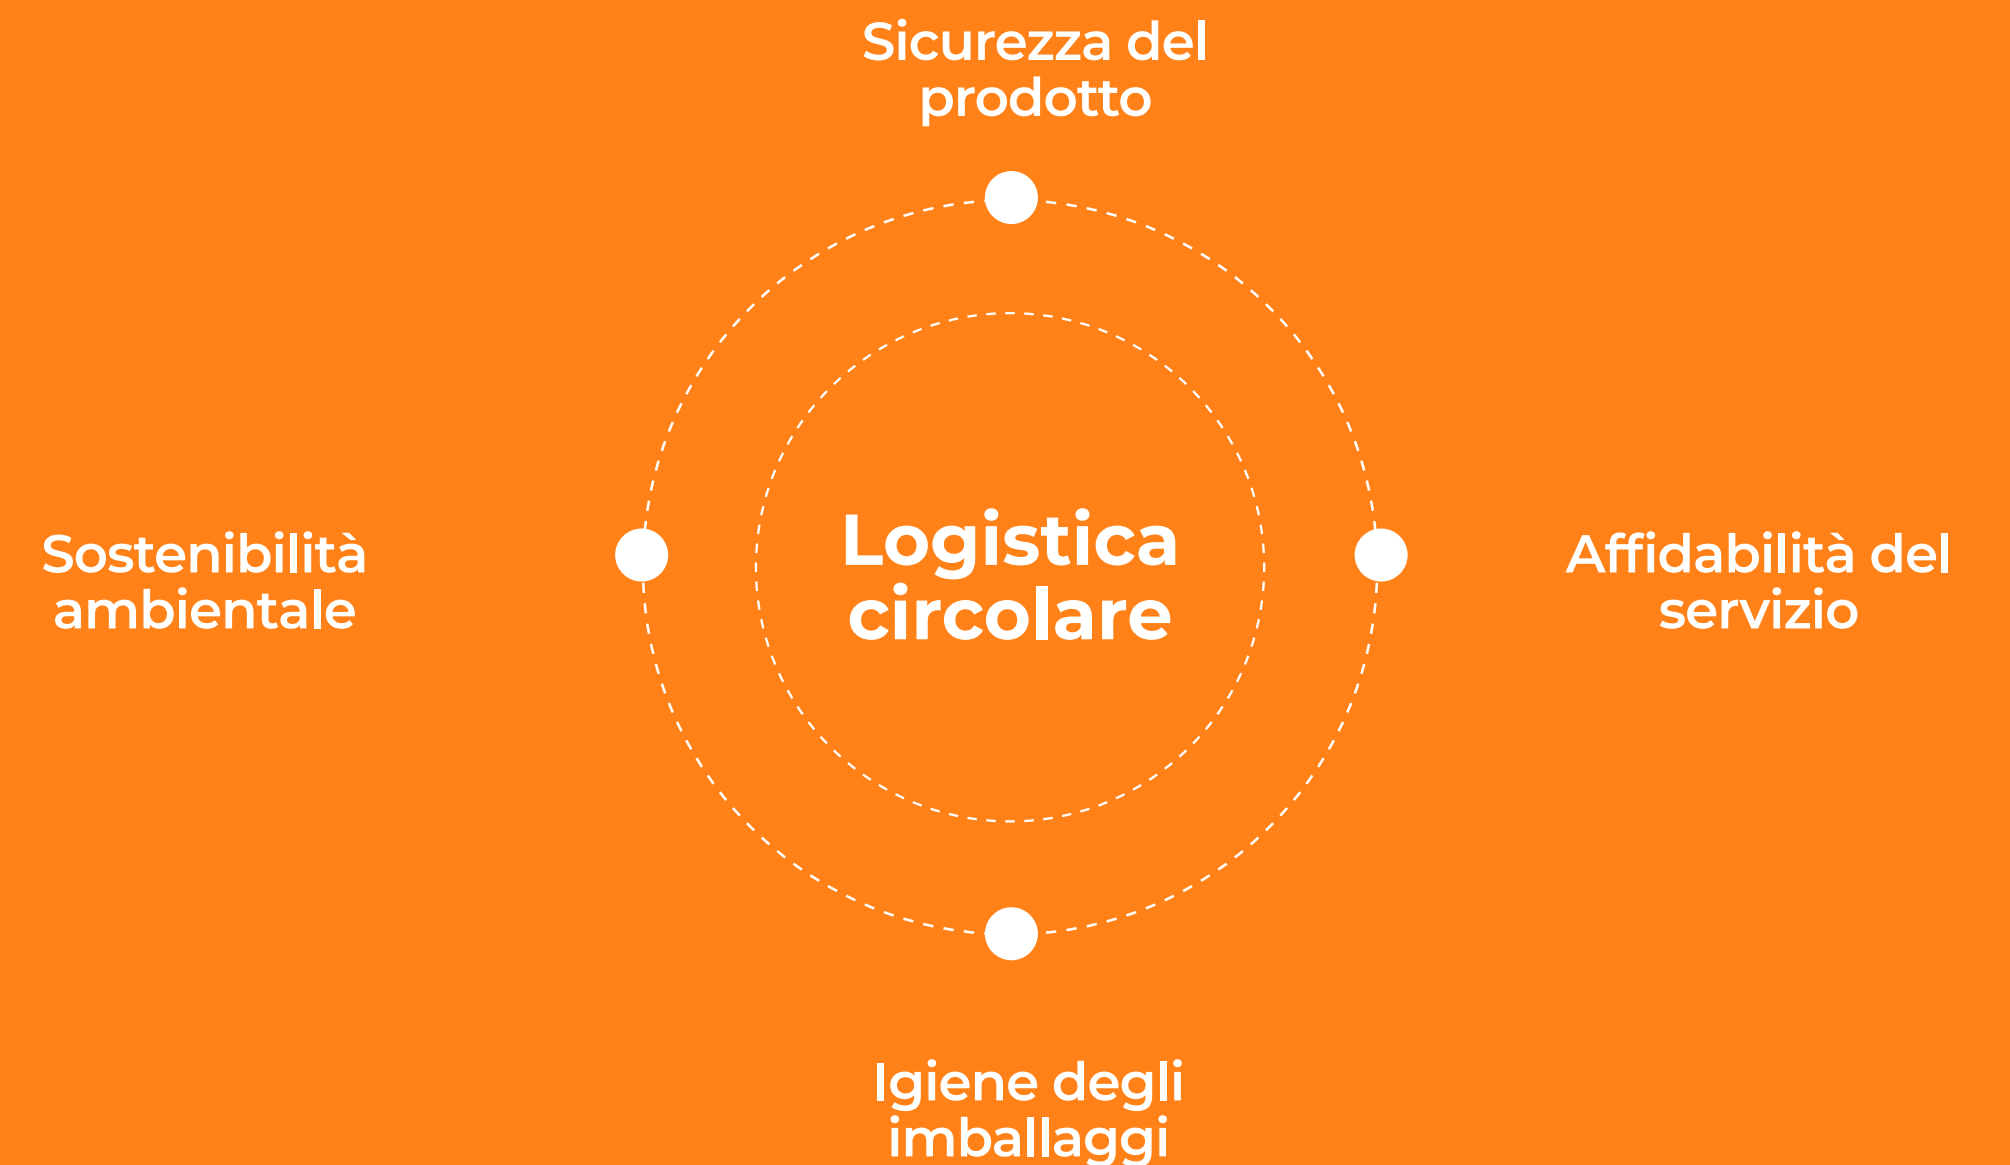 Sicurezza del
prodotto
Logistica
circolare
Sostenibilità
ambientale
Affidabilità del
servizio
Igiene degli
imballaggi